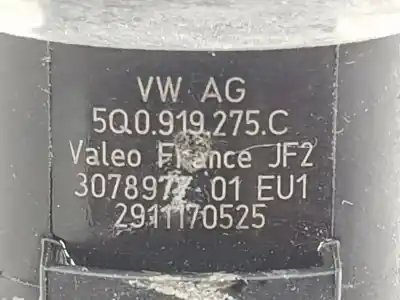 VW AG
5Q0.919.275.C
Valeo France JF2
3078977 01 EU1
2911170525